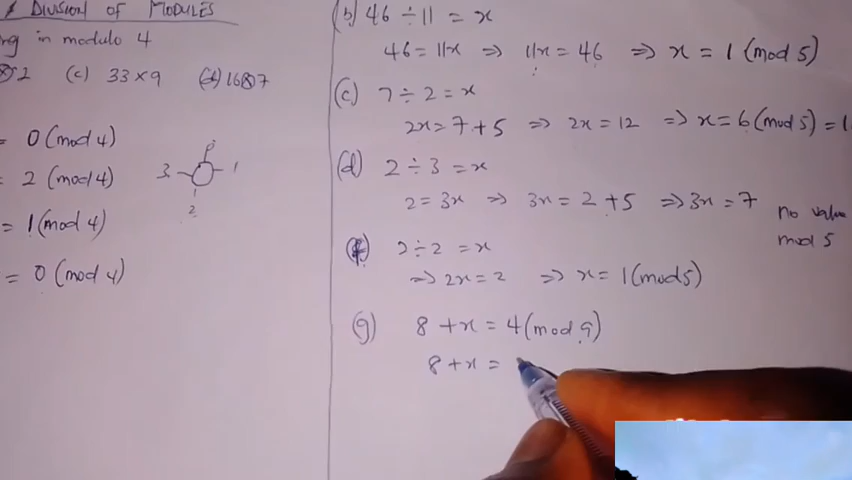 & DIVISION OF MODULES
ng in modulo 4
(c) 33 × 9 (d) 16⊗7
= 0 (mod 4)
= 2 (mod 4)
= 1 (mod 4)
= 0 (mod 4)
0
3 1
2
(b) 46 ÷ 11 = x
46 = 11x ⇒ 11x = 46 ⇒ x = 1 (mod 5)
(c) 7 ÷ 2 = x
2x = 7 + 5 ⇒ 2x = 12 ⇒ x = 6 (mod 5) = 1
(d) 2 ÷ 3 = x
2 = 3x ⇒ 3x = 2 + 5 ⇒ 3x = 7 no value
mod 5
2 ÷ 2 = x
⇒ 2x = 2 ⇒ x = 1 (mod 5)
(g) 8 + x = 4 (mod 9)
8 + x =